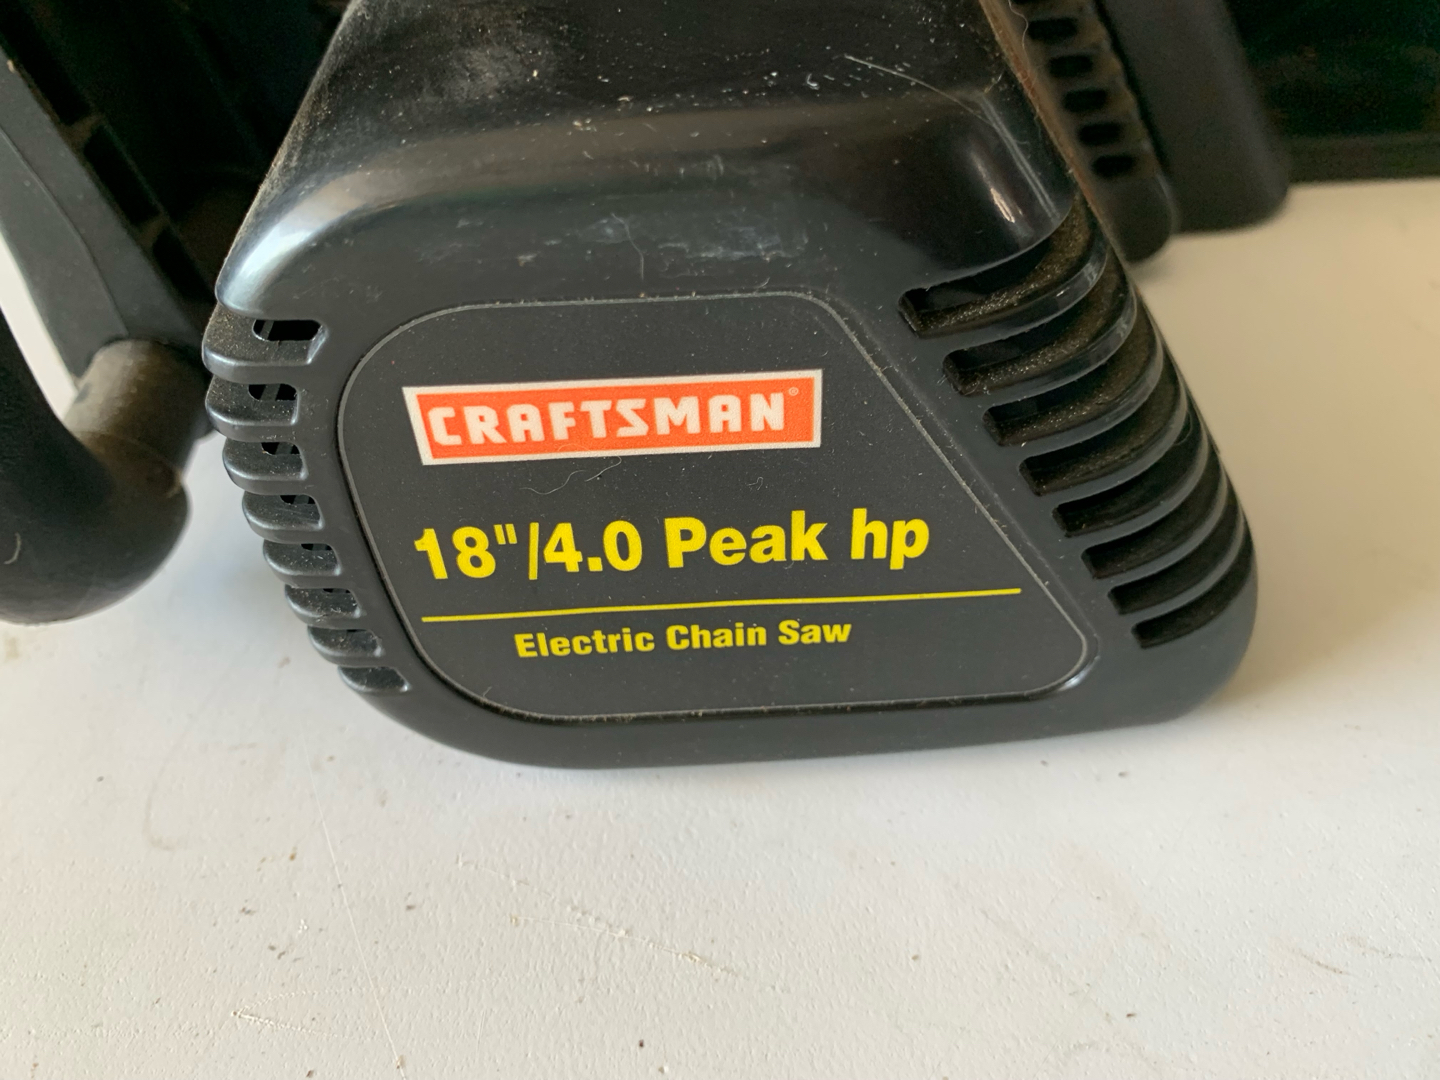 CRAFTSMAN®
18"/4.0 Peak hp
Electric Chain Saw